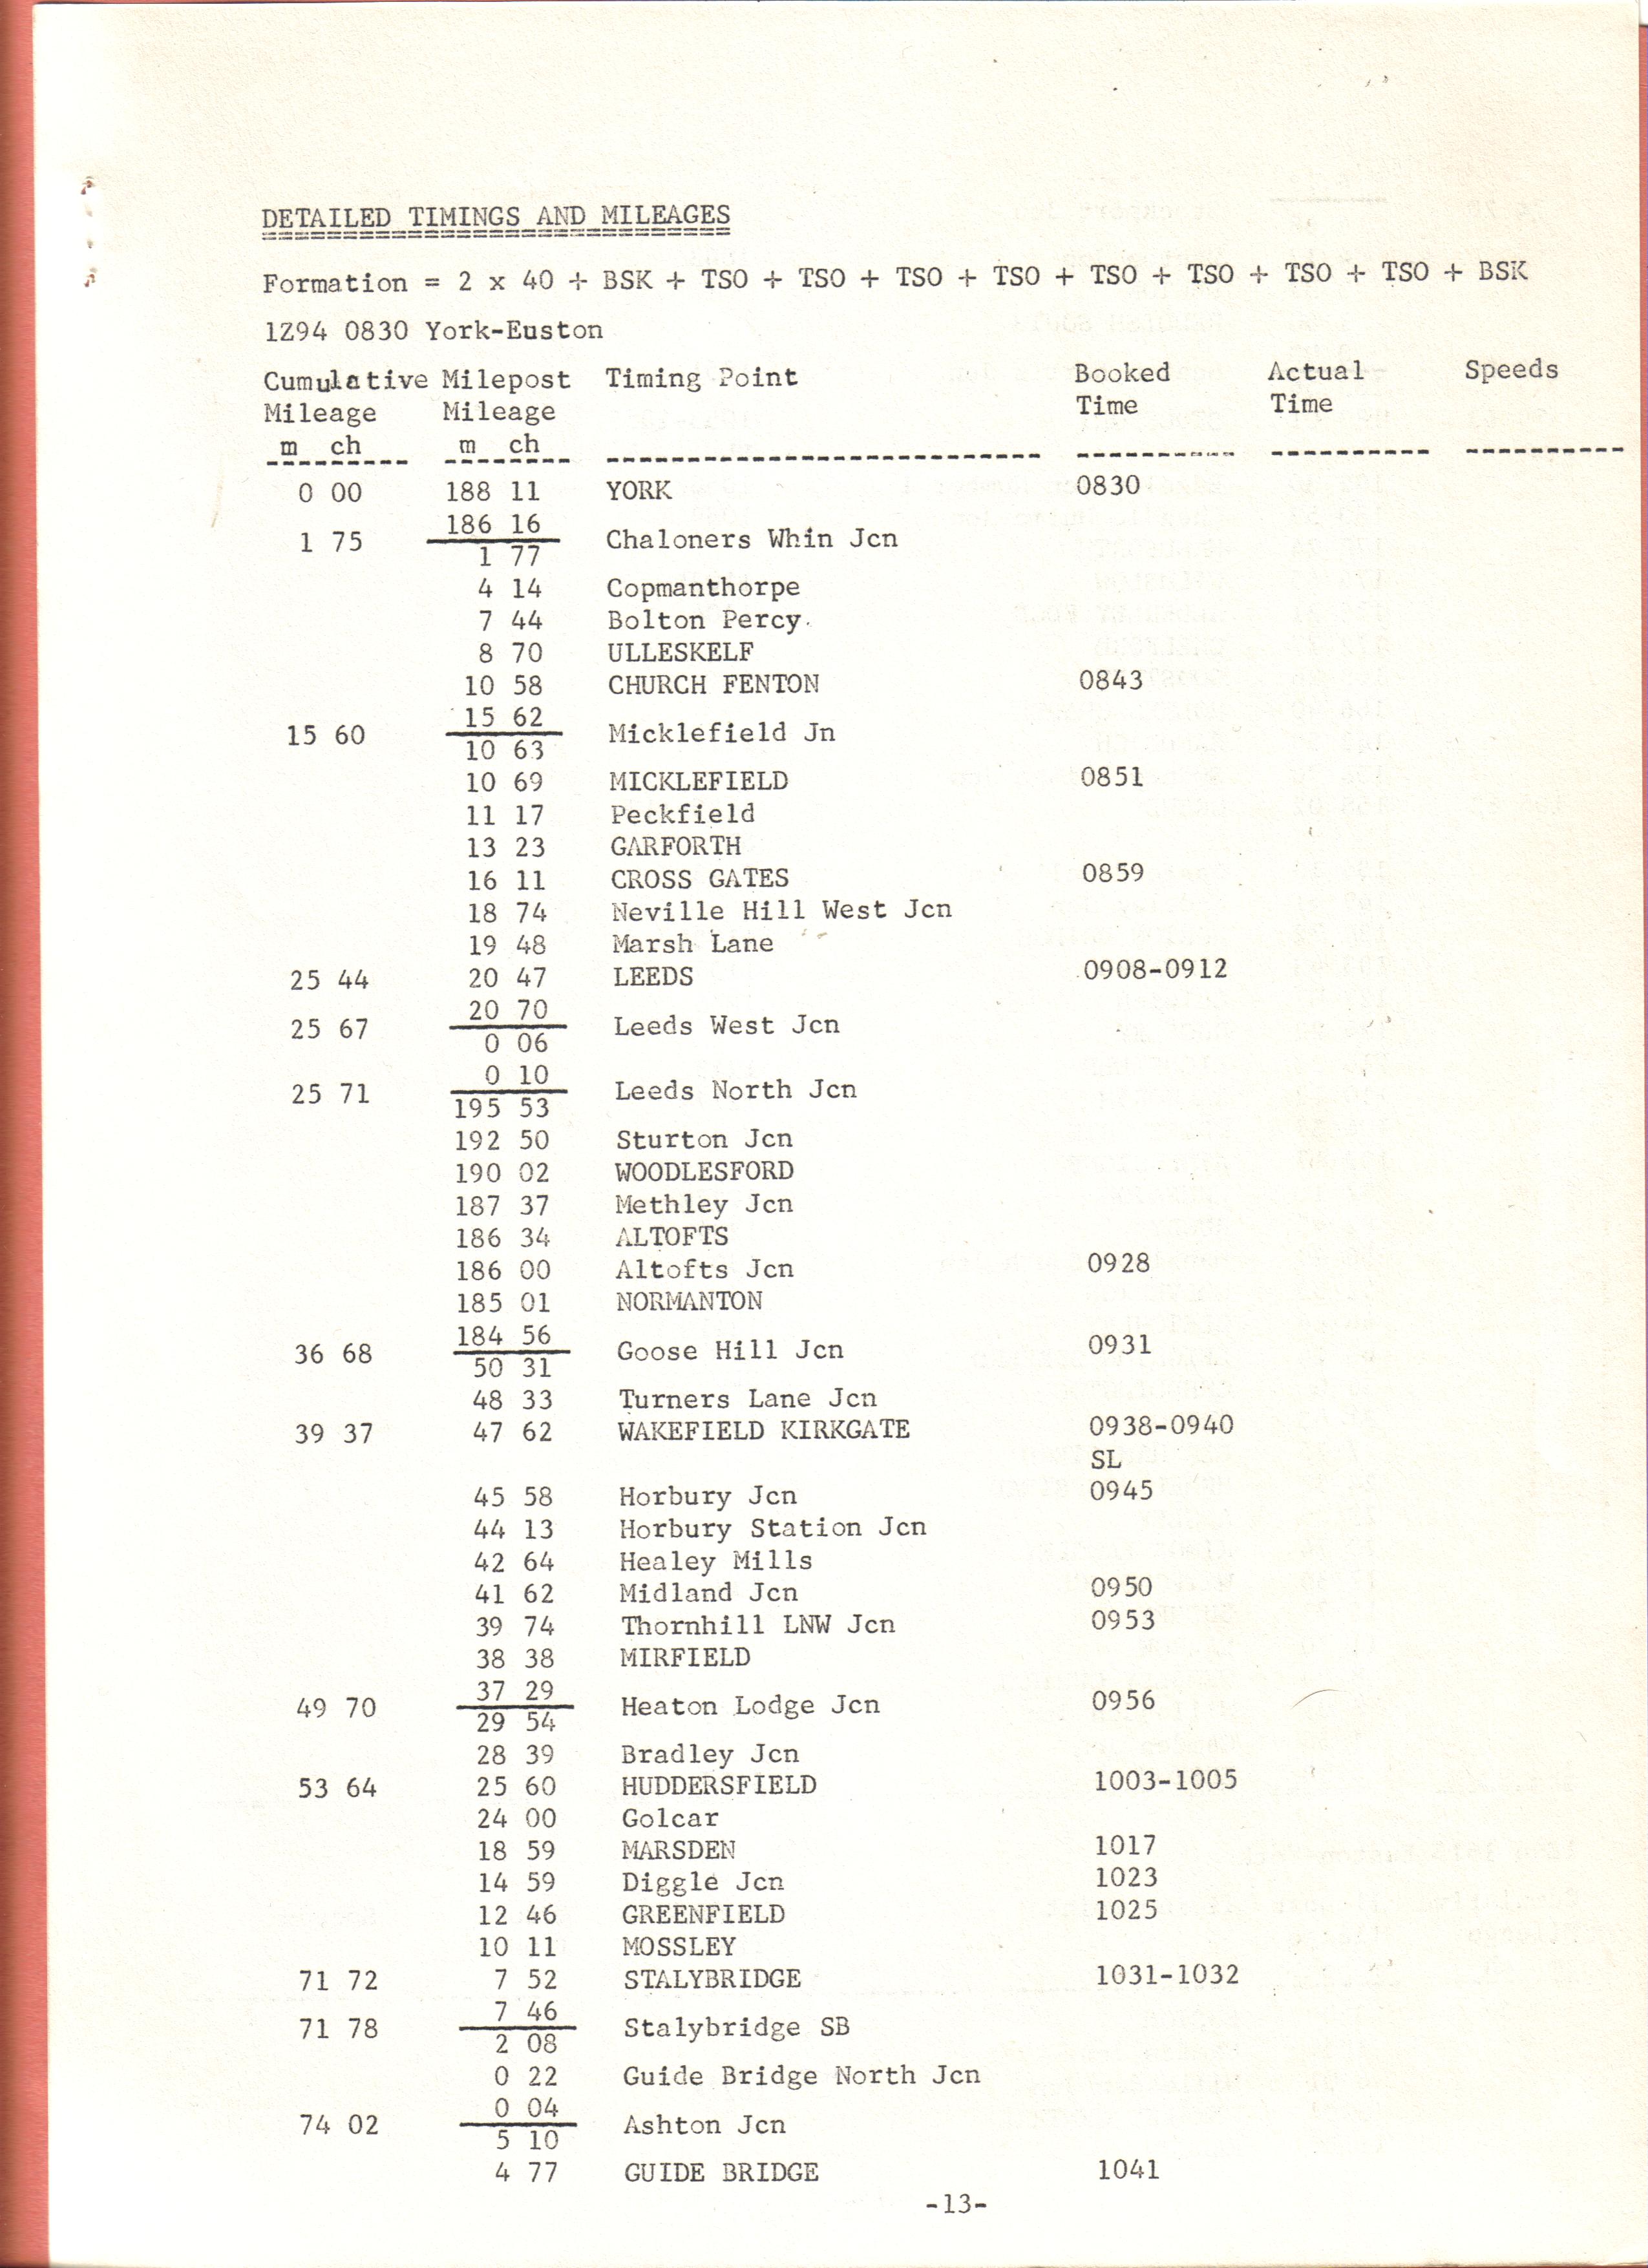 DETAILED TIMINGS AND MILEAGES
Formation = 2 x 40 + BSK + TSO + TSO + TSO + TSO + TSO + TSO + TSO + TSO + BSK
1Z94 0830 York-Euston
Cumulative Milepost Timing Point Booked Actual Speeds
Mileage Mileage Time Time
m ch m ch
0 00 188 11 YORK 0830
186 16
1 75 Chaloners Whin Jcn
1 77
4 14 Copmanthorpe
7 44 Bolton Percy.
8 70 ULLESKELF
10 58 CHURCH FENTON 0843
15 62
15 60 Micklefield Jn
10 63
10 69 MICKLEFIELD 0851
11 17 Peckfield
13 23 GARFORTH
16 11 CROSS GATES 0859
18 74 Neville Hill West Jcn
19 48 Marsh Lane
25 44 20 47 LEEDS 0908-0912
20 70
25 67 Leeds West Jcn
0 06
0 10
25 71 Leeds North Jcn
195 53
192 50 Sturton Jcn
190 02 WOODLESFORD
187 37 Methley Jcn
186 34 ALTOFTS
186 00 Altofts Jcn 0928
185 01 NORMANTON
184 56
36 68 Goose Hill Jcn 0931
50 31
48 33 Turners Lane Jcn
39 37 47 62 WAKEFIELD KIRKGATE 0938-0940
SL
45 58 Horbury Jcn 0945
44 13 Horbury Station Jcn
42 64 Healey Mills
41 62 Midland Jcn 0950
39 74 Thornhill LNW Jcn 0953
38 38 MIRFIELD
37 29
49 70 Heaton Lodge Jcn 0956
29 54
28 39 Bradley Jcn
53 64 25 60 HUDDERSFIELD 1003-1005
24 00 Golcar
18 59 MARSDEN 1017
14 59 Diggle Jcn 1023
12 46 GREENFIELD 1025
10 11 MOSSLEY
71 72 7 52 STALYBRIDGE 1031-1032
7 46
71 78 Stalybridge SB
2 08
0 22 Guide Bridge North Jcn
0 04
74 02 Ashton Jcn
5 10
4 77 GUIDE BRIDGE 1041
-13-